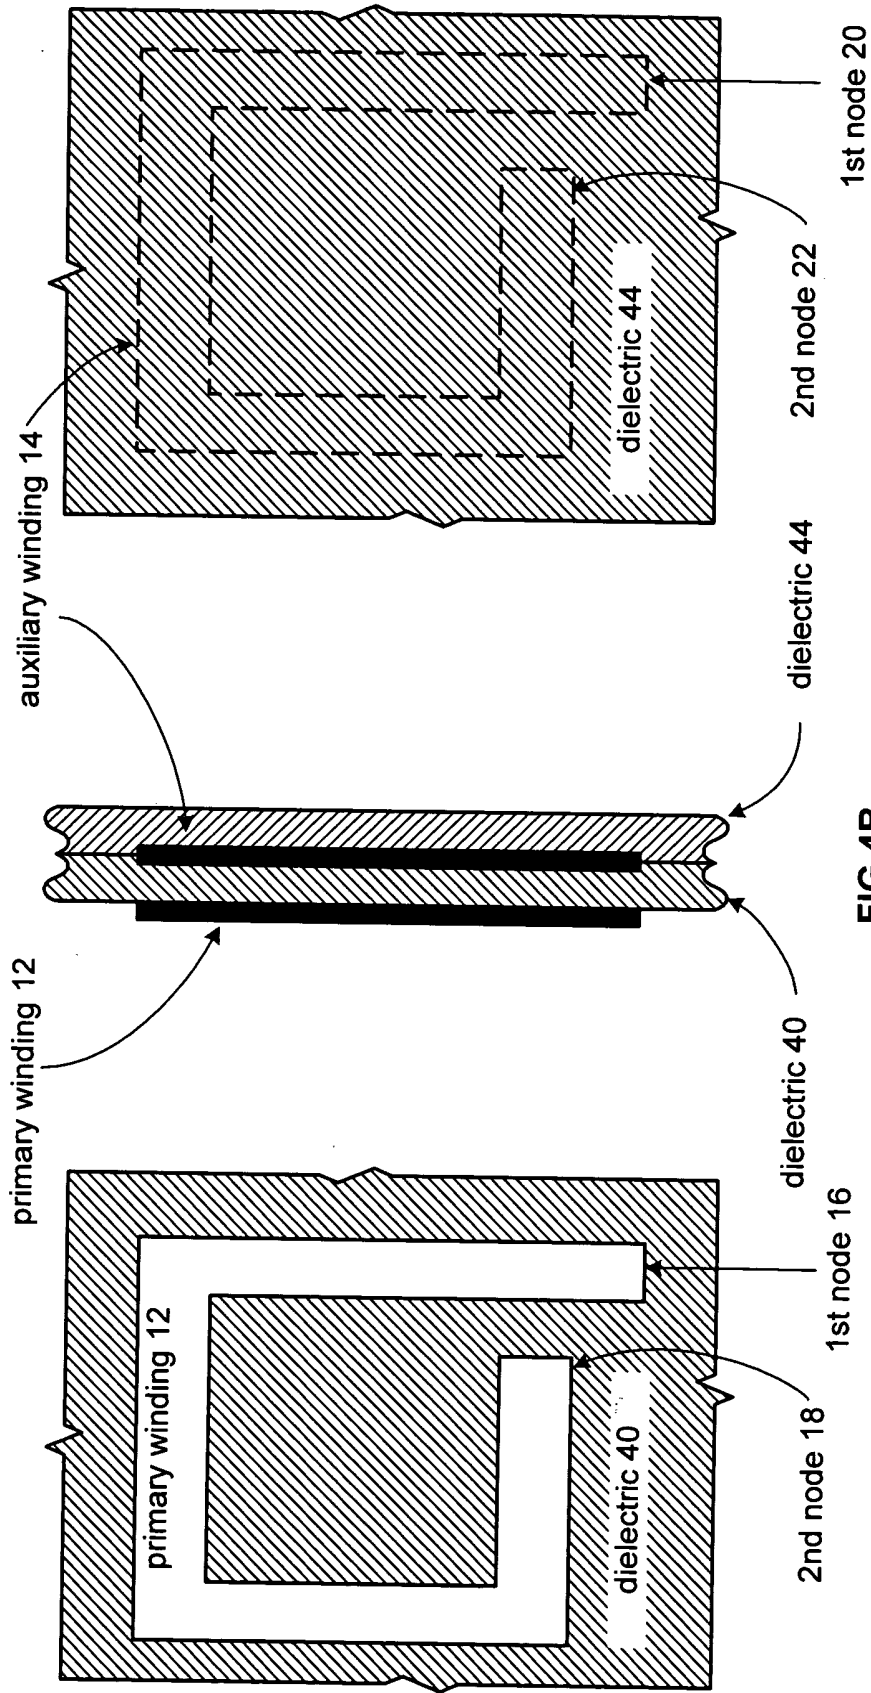 primary winding 12
auxiliary winding 14
primary winding 12
dielectric 40
dielectric 44
2nd node 18
1st node 16
dielectric 40
dielectric 44
2nd node 22
1st node 20
FIG 4B